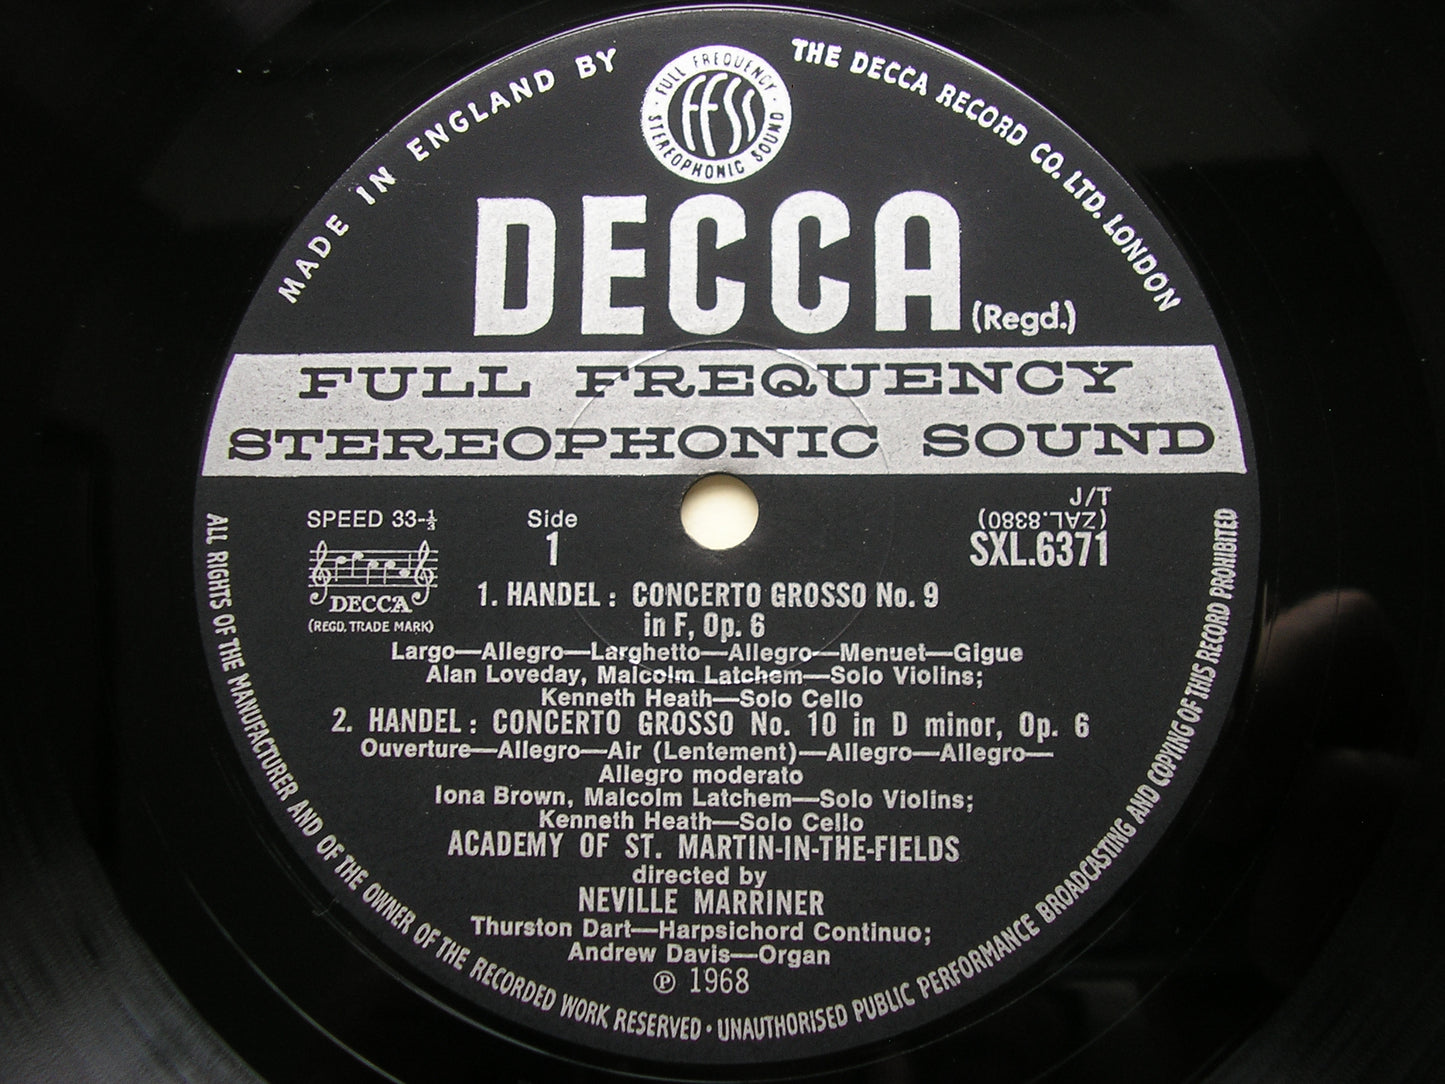 MADE IN ENGLAND BY
THE DECCA RECORD CO. LTD. LONDON
· FULL FREQUENCY · STEREOPHONIC SOUND
FFSS
DECCA (Regd.)
FULL FREQUENCY
STEREOPHONIC SOUND
J/T
SPEED 33-⅓
Side
(ZAL.8380)
1
SXL.6371
DECCA
(REGD. TRADE MARK)
1. HANDEL : CONCERTO GROSSO No. 9
in F, Op. 6
Largo—Allegro—Larghetto—Allegro—Menuet—Gigue
Alan Loveday, Malcolm Latchem—Solo Violins;
Kenneth Heath—Solo Cello
2. HANDEL : CONCERTO GROSSO No. 10 in D minor, Op. 6
Ouverture—Allegro—Air (Lentement)—Allegro—Allegro—
Allegro moderato
Iona Brown, Malcolm Latchem—Solo Violins;
Kenneth Heath—Solo Cello
ACADEMY OF ST. MARTIN-IN-THE-FIELDS
directed by
NEVILLE MARRINER
Thurston Dart—Harpsichord Continuo;
Andrew Davis—Organ
℗ 1968
ALL RIGHTS OF THE MANUFACTURER AND OF THE OWNER OF THE RECORDED WORK RESERVED · UNAUTHORISED PUBLIC PERFORMANCE BROADCASTING AND COPYING OF THIS RECORD PROHIBITED